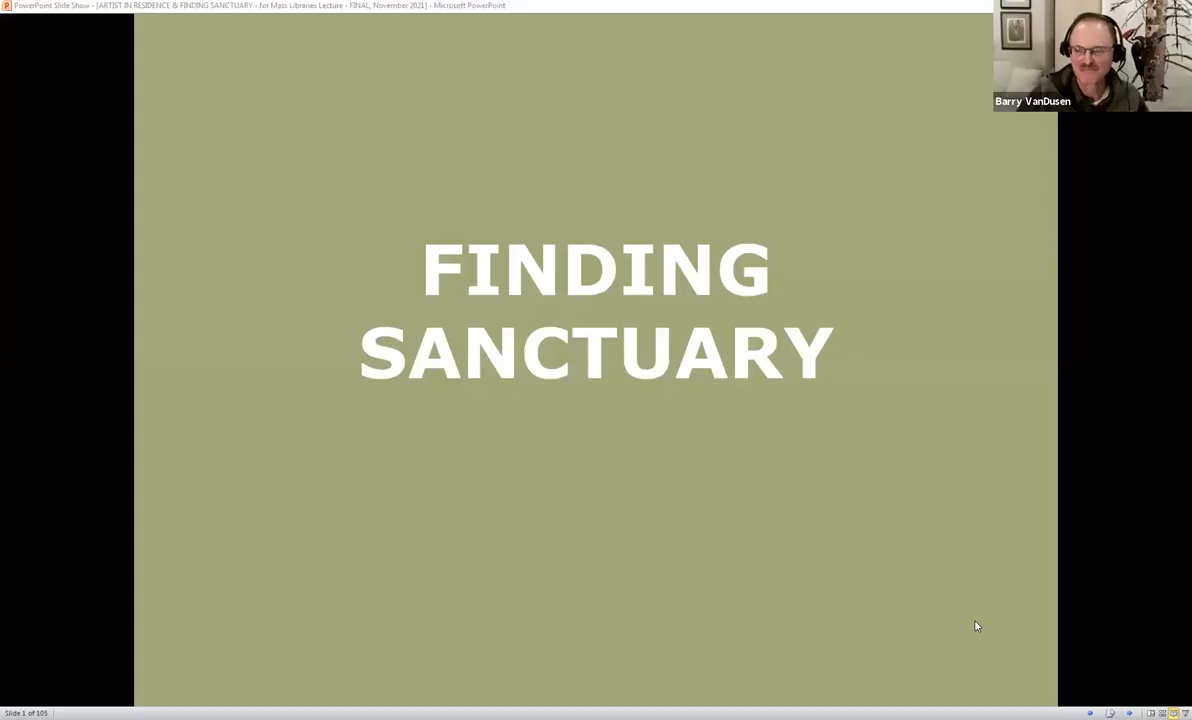 PowerPoint Slide Show - [ARTIST IN RESIDENCE & FINDING SANCTUARY - for Mass Libraries Lecture - FINAL, November 2021] - Microsoft PowerPoint
Barry VanDusen
FINDING
SANCTUARY
Slide 1 of 105